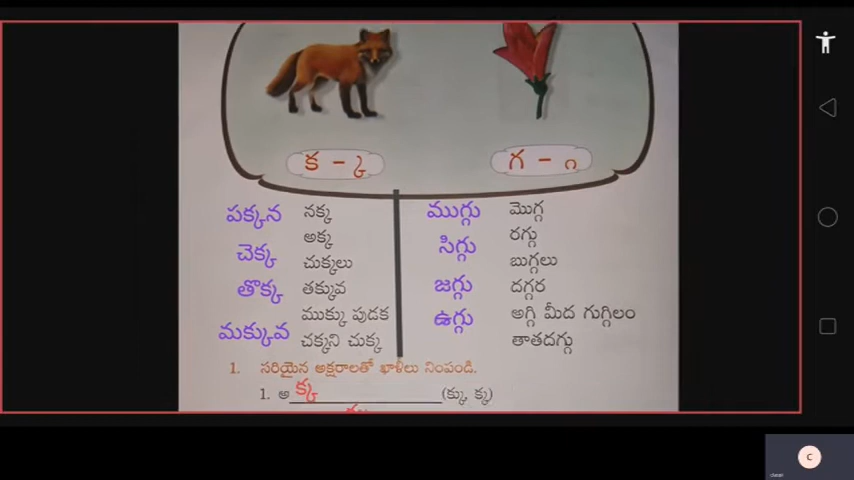 క - ్క
గ - ్గ
పక్కన
చెక్క
తొక్క
మక్కువ
నక్క
అక్క
చుక్కలు
తక్కువ
ముక్కు పుడక
చక్కని చుక్క
ముగ్గు
సిగ్గు
జగ్గు
ఉగ్గు
మొగ్గ
రగ్గు
బుగ్గలు
దగ్గర
అగ్గి మీద గుగ్గిలం
తాతదగ్గు
1. సరియైన అక్షరాలతో ఖాళీలు నింపండి.
1. అ క్క (క్కు, క్క)
C